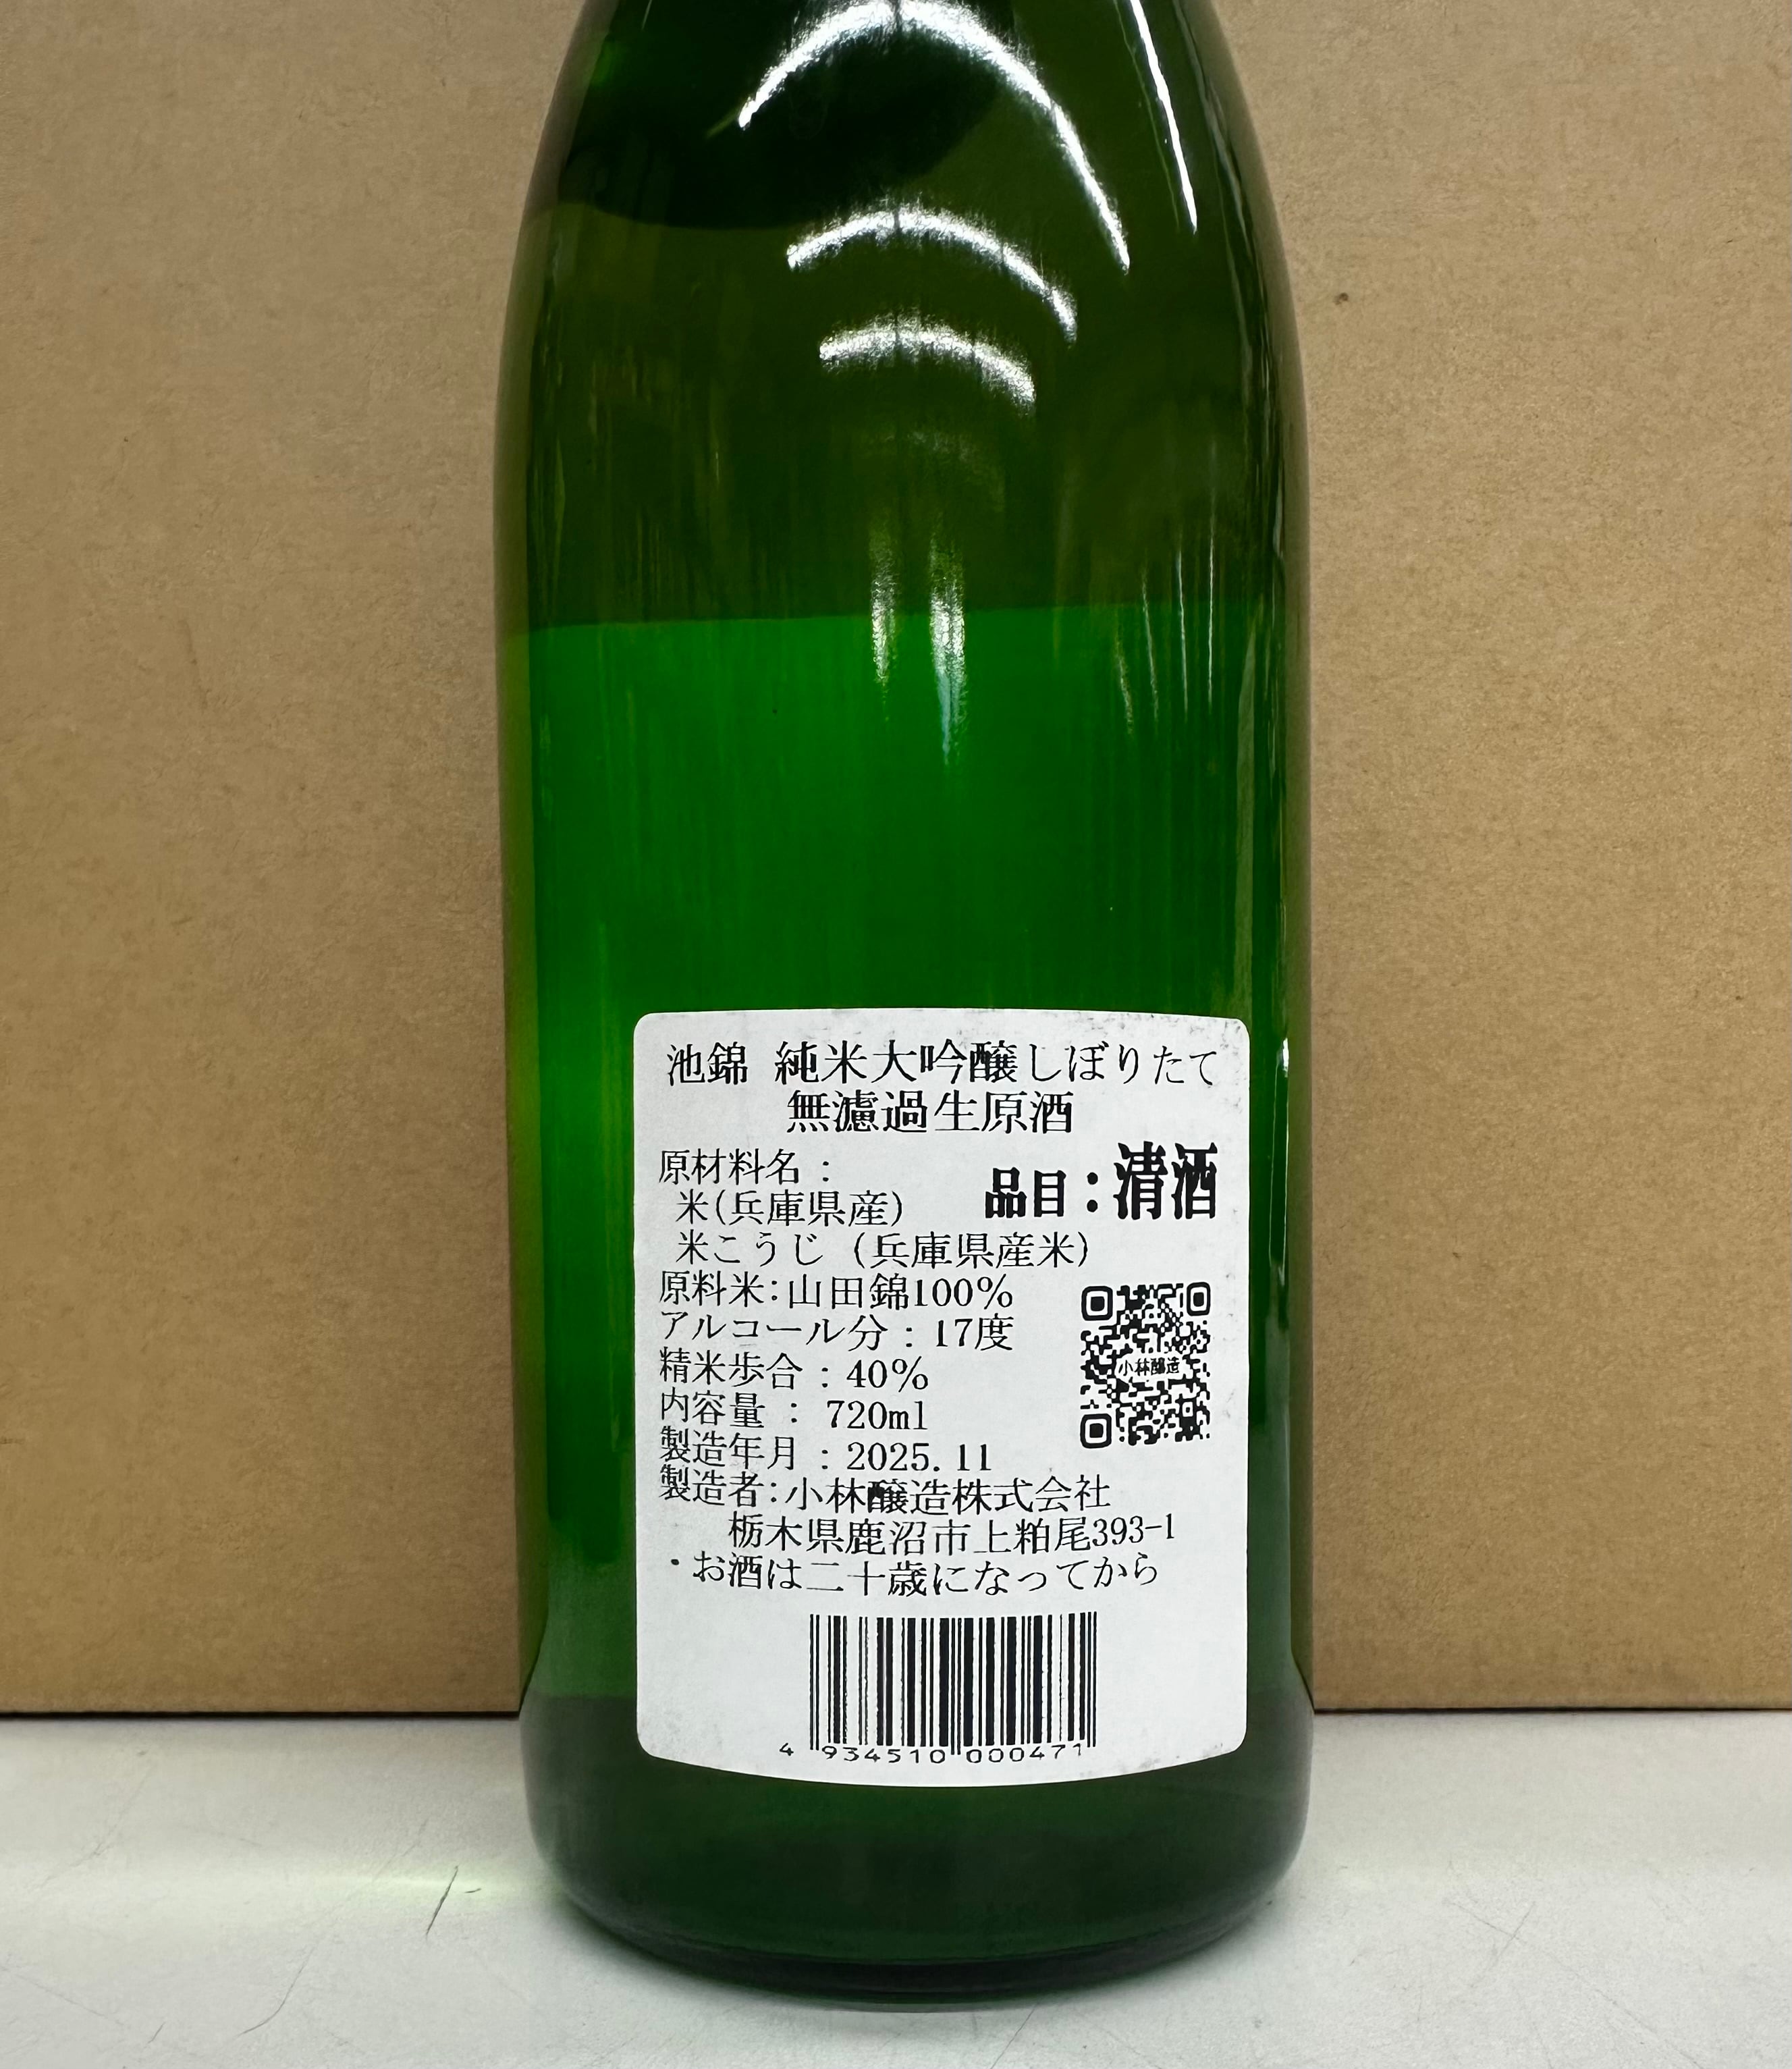 池錦 純米大吟醸しぼりたて
無濾過生原酒
原材料名：
品目：清酒
米(兵庫県産)
米こうじ (兵庫県産米)
原料米：山田錦100%
アルコール分：17度
精米歩合：40%
小林醸造
内容量 ： 720ml
製造年月：2025.11
製造者：小林醸造株式会社
栃木県鹿沼市上粕尾393-1
・お酒は二十歳になってから
4 934510 000471